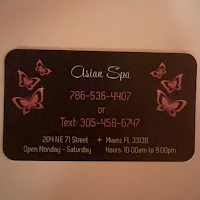 Asian Spa
786-536-4407
or
Text: 305-458-6747
204 N.E 71 Street + Miami, FL 33138
Open Monday - Saturday Hours: 10:00am to 9:00pm